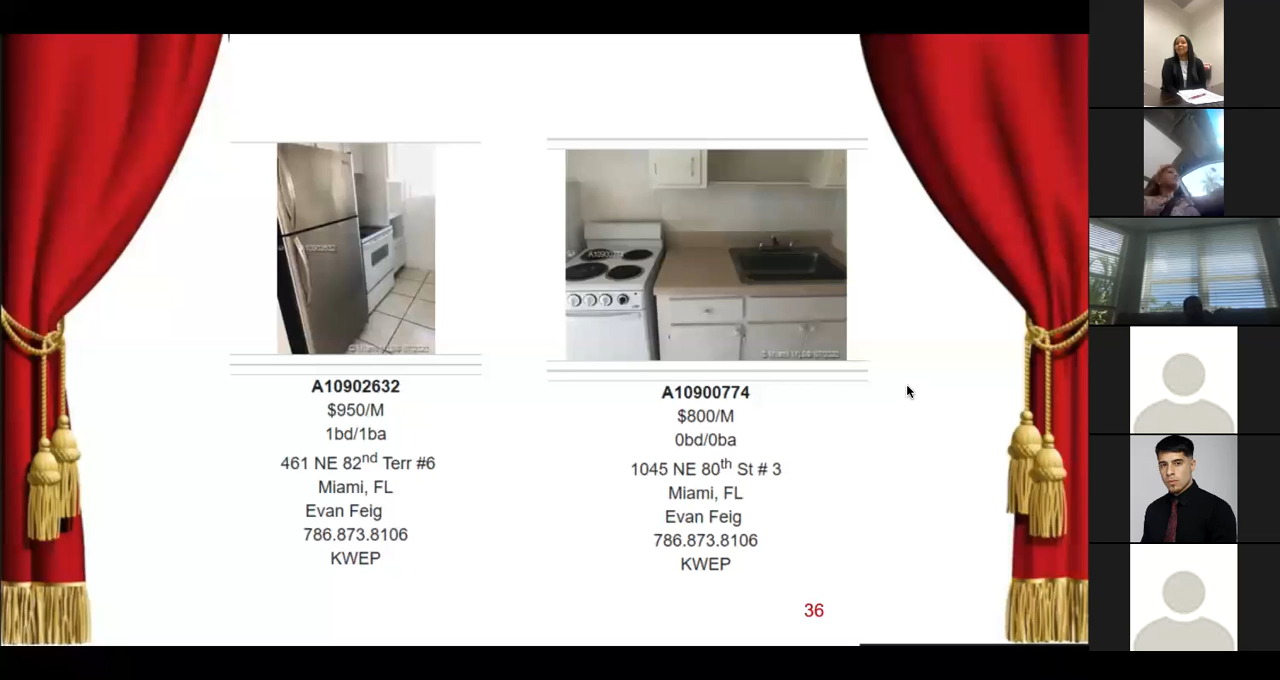 A10902632
$950/M
1bd/1ba
461 NE 82nd Terr #6
Miami, FL
Evan Feig
786.873.8106
KWEP
A10900774
$800/M
0bd/0ba
1045 NE 80th St # 3
Miami, FL
Evan Feig
786.873.8106
KWEP
36